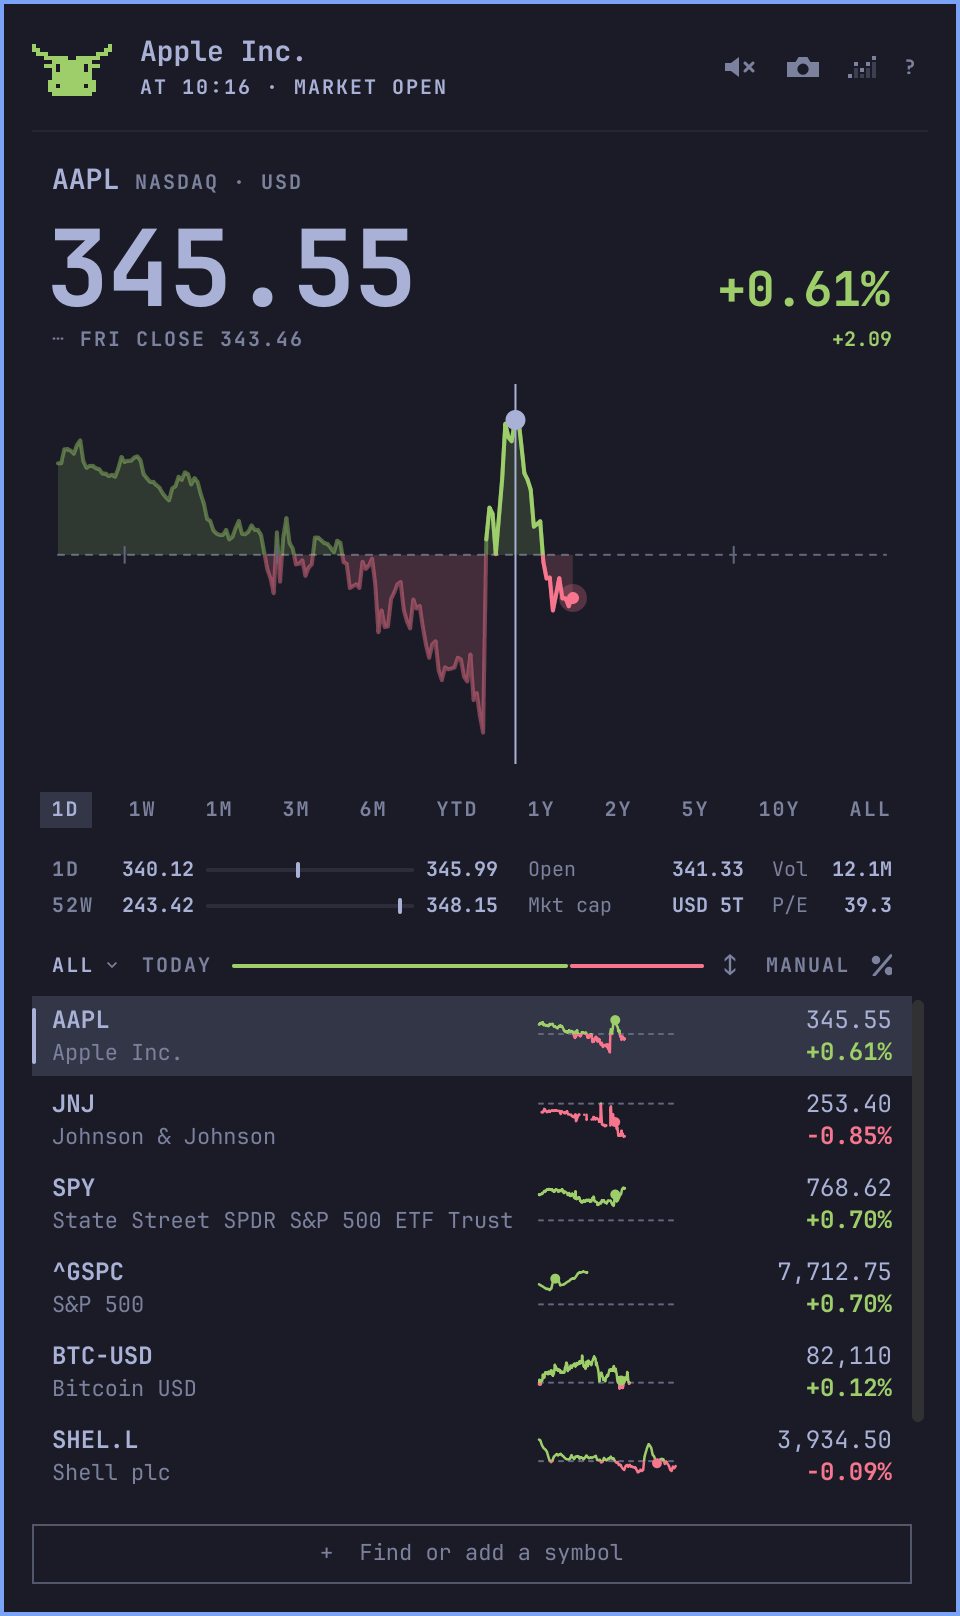 Apple Inc.
AT 10:16 · MARKET OPEN
?
AAPL NASDAQ · USD
345.55
+0.61%
┄ FRI CLOSE 343.46
+2.09
1D 1W 1M 3M 6M YTD 1Y 2Y 5Y 10Y ALL
1D 340.12 345.99 Open 341.33 Vol 12.1M
52W 243.42 348.15 Mkt cap USD 5T P/E 39.3
ALL TODAY MANUAL %
AAPL 345.55
Apple Inc. +0.61%
JNJ 253.40
Johnson & Johnson -0.85%
SPY 768.62
State Street SPDR S&P 500 ETF Trust +0.70%
^GSPC 7,712.75
S&P 500 +0.70%
BTC-USD 82,110
Bitcoin USD +0.12%
SHEL.L 3,934.50
Shell plc -0.09%
+ Find or add a symbol